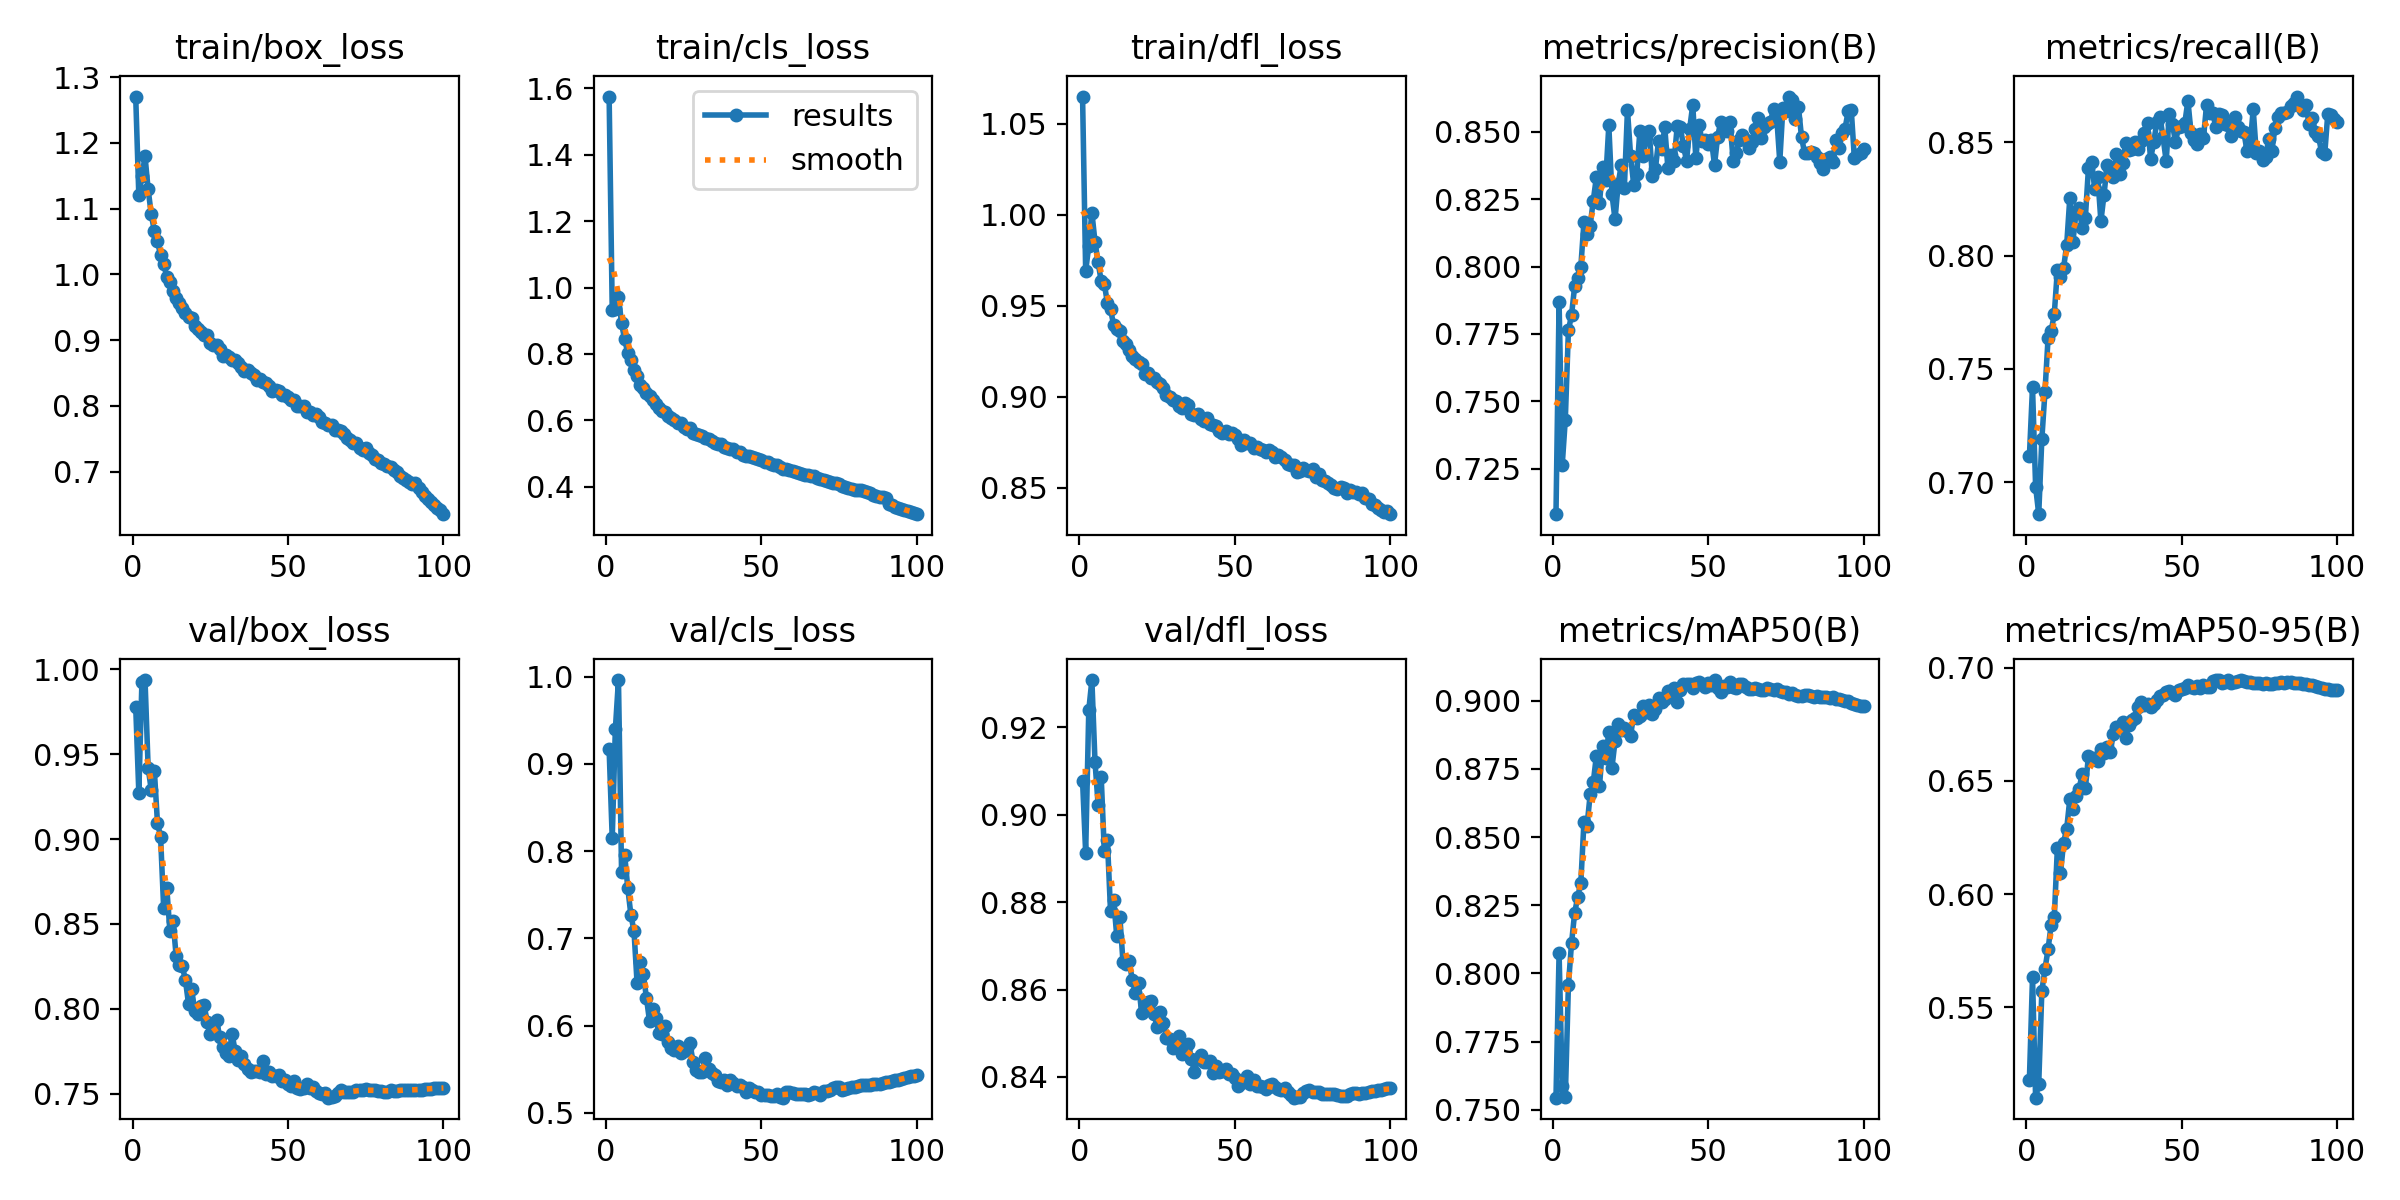 train/box_loss
1.3
1.2
1.1
1.0
0.9
0.8
0.7
0 50 100
train/cls_loss
results
smooth
1.6
1.4
1.2
1.0
0.8
0.6
0.4
0 50 100
train/dfl_loss
1.05
1.00
0.95
0.90
0.85
0 50 100
metrics/precision(B)
0.850
0.825
0.800
0.775
0.750
0.725
0 50 100
metrics/recall(B)
0.85
0.80
0.75
0.70
0 50 100
val/box_loss
1.00
0.95
0.90
0.85
0.80
0.75
0 50 100
val/cls_loss
1.0
0.9
0.8
0.7
0.6
0.5
0 50 100
val/dfl_loss
0.92
0.90
0.88
0.86
0.84
0 50 100
metrics/mAP50(B)
0.900
0.875
0.850
0.825
0.800
0.775
0.750
0 50 100
metrics/mAP50-95(B)
0.70
0.65
0.60
0.55
0 50 100